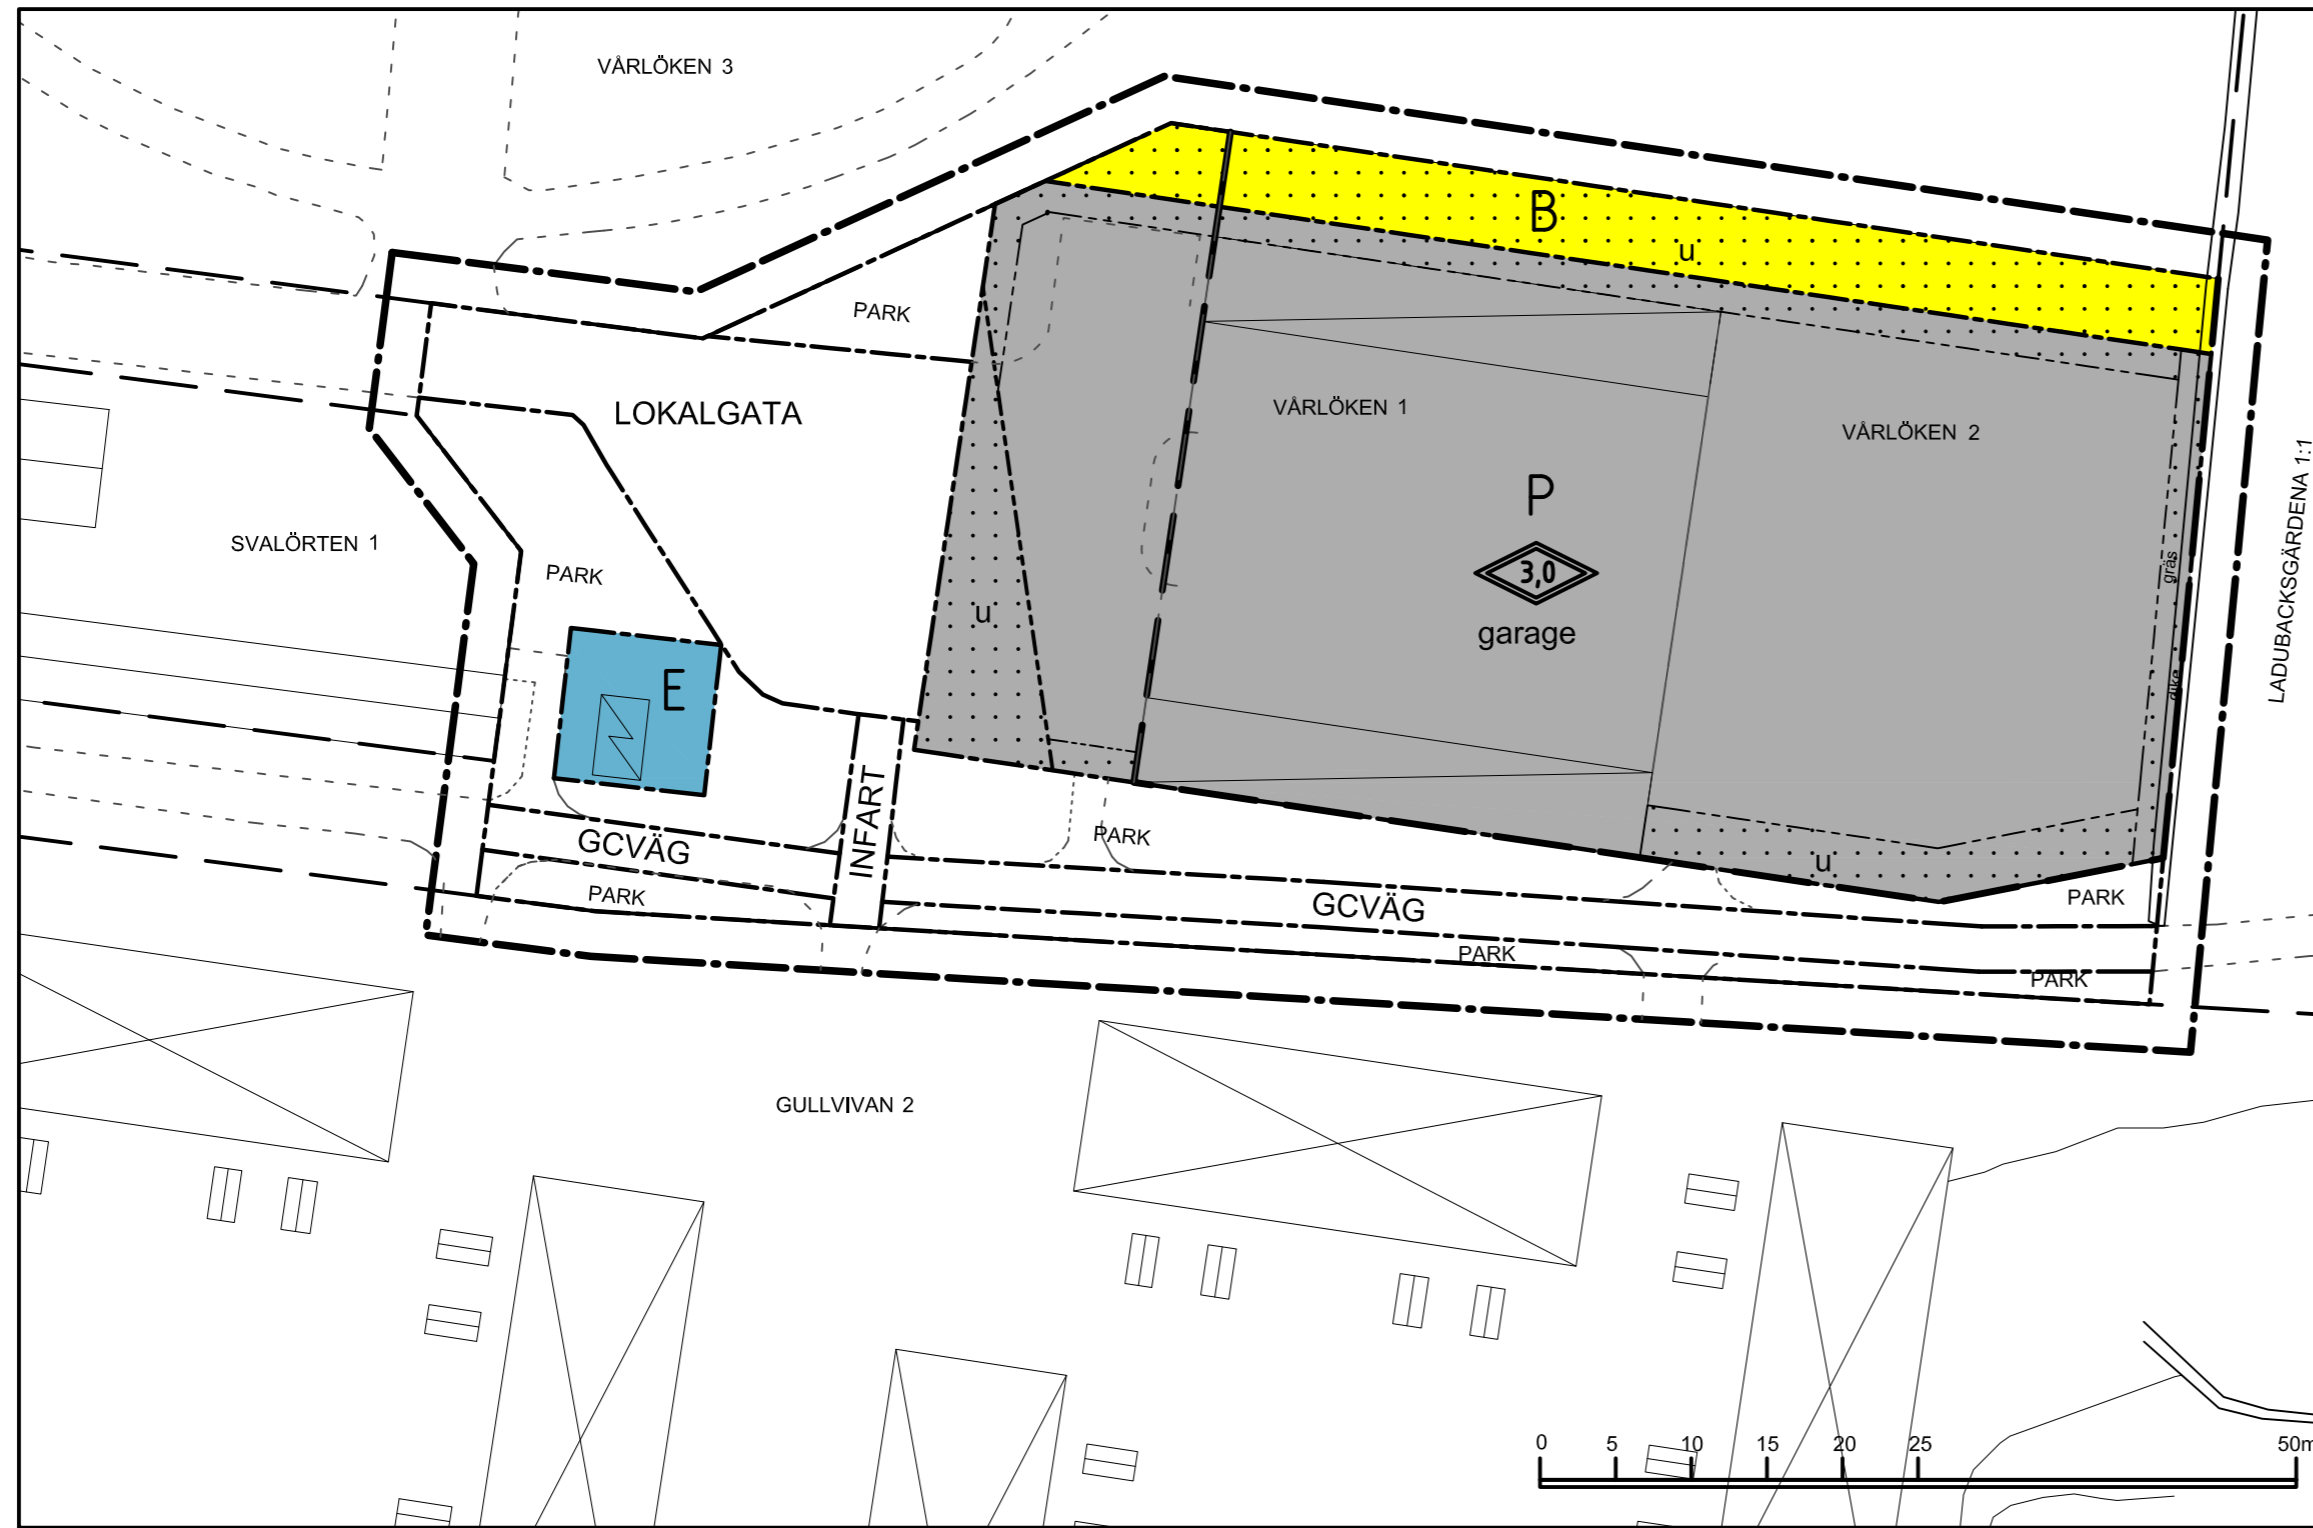 VÅRLÖKEN 3
B
u
PARK
LOKALGATA
VÅRLÖKEN 1
VÅRLÖKEN 2
LADUBACKSGÄRDENA 1:1
P
3,0
garage
SVALÖRTEN 1
PARK
gräs
dike
u
E
INFART
GCVÄG
PARK
PARK
u
GCVÄG
PARK
PARK
PARK
GULLVIVAN 2
0 5 10 15 20 25 50m